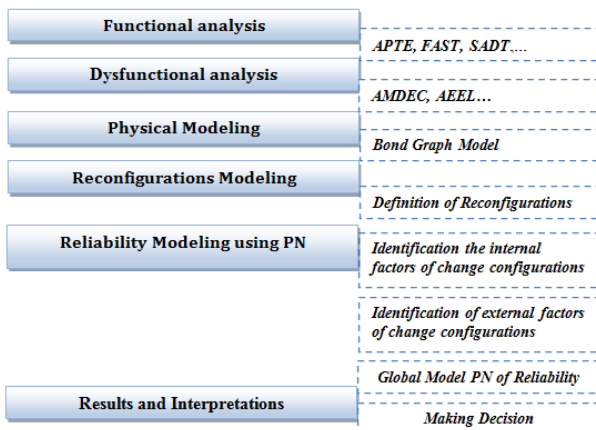 Functional analysis
APTE, FAST, SADT,...
Dysfunctional analysis
AMDEC, AEEL...
Physical Modeling
Bond Graph Model
Reconfigurations Modeling
Definition of Reconfigurations
Reliability Modeling using PN
Identification the internal
factors of change configurations
Identification of external factors
of change configurations
Global Model PN of Reliability
Results and Interpretations
Making Decision